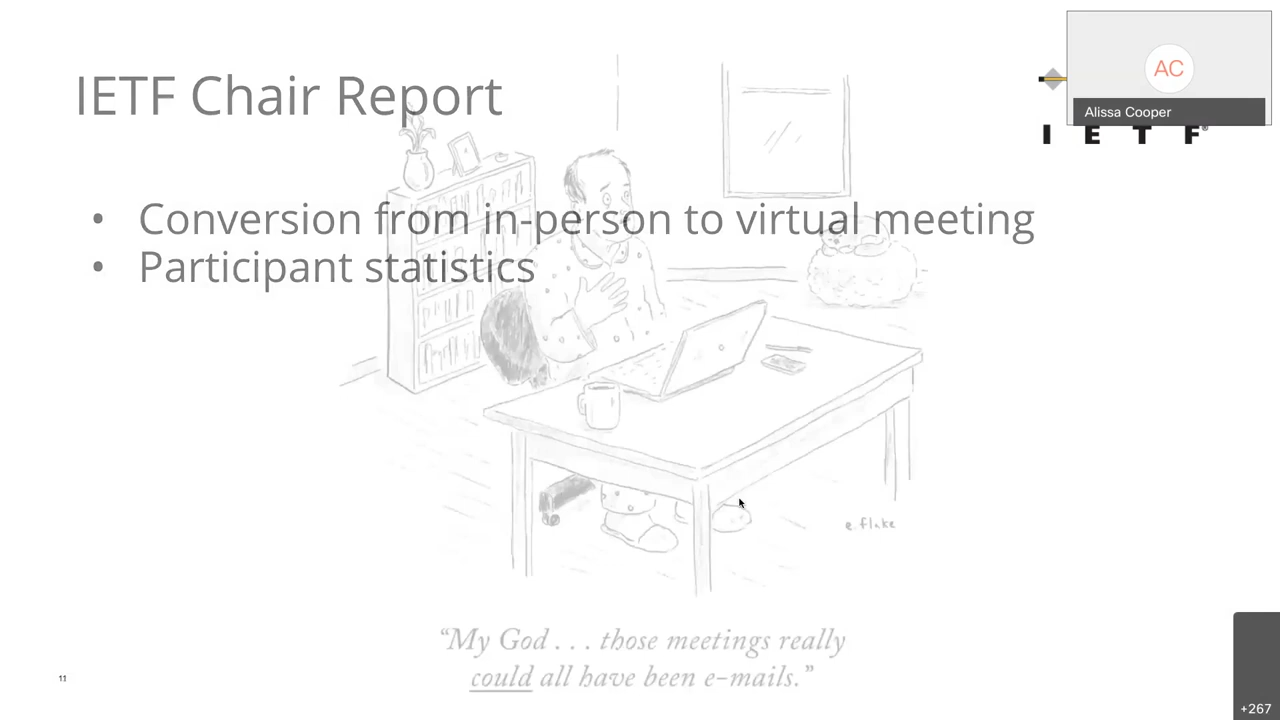 IETF Chair Report
AC
Alissa Cooper
I E T F®
• Conversion from in-person to virtual meeting
• Participant statistics
e. flake
“My God . . . those meetings really
could all have been e-mails.”
11
+267